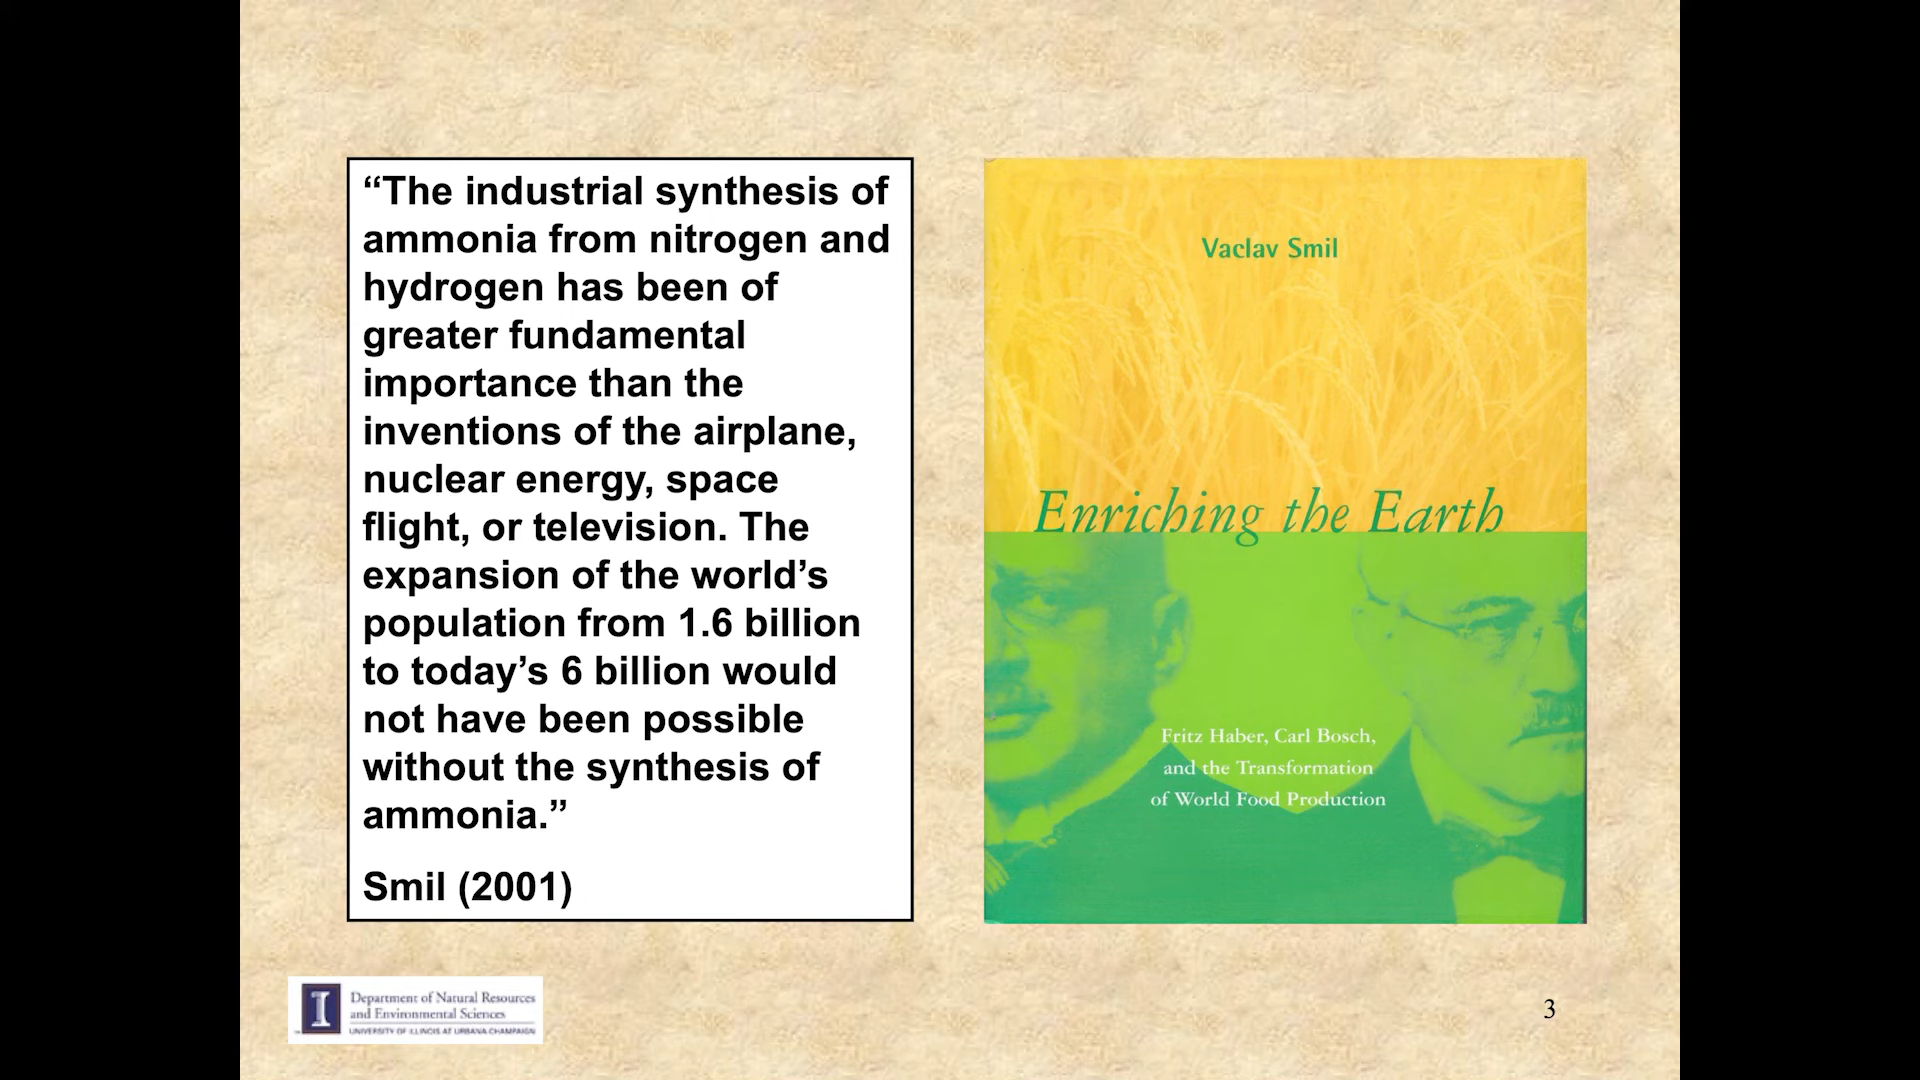 “The industrial synthesis of
ammonia from nitrogen and
hydrogen has been of
greater fundamental
importance than the
inventions of the airplane,
nuclear energy, space
flight, or television. The
expansion of the world’s
population from 1.6 billion
to today’s 6 billion would
not have been possible
without the synthesis of
ammonia.”
Smil (2001)
Vaclav Smil
Enriching the Earth
Fritz Haber, Carl Bosch,
and the Transformation
of World Food Production
I
Department of Natural Resources
and Environmental Sciences
UNIVERSITY OF ILLINOIS AT URBANA-CHAMPAIGN
3